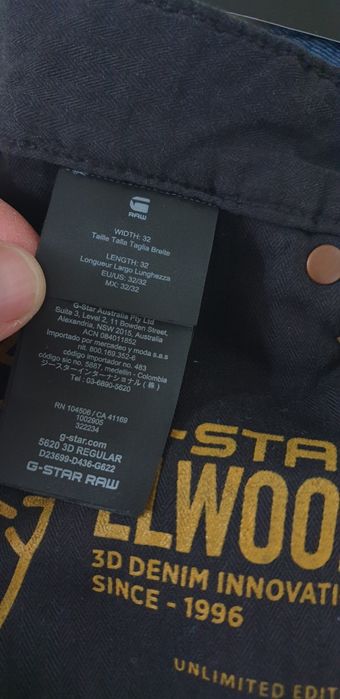 RAW
WIDTH: 32
Taille Talla Taglia Breite
LENGTH: 32
Longueur Largo Lunghezza
EU/US: 32/32
MX: 32/32
G-Star Australia Pty Ltd
Suite 3, Level 2, 11 Bowden Street,
Alexandria, NSW 2015, Australia
ACN 084011852
Importado por mercadeo y moda s.a.s
nit. 800.169.352-6
código importador no. 483
código sic no. 5887, medellin - Colombia
ジースターインターナショナル(株)
Tel : 03-6890-5620
RN 104506 / CA 41169
1002905
322234
g-star.com
5620 3D REGULAR
D23699-D436-G622
G-STAR RAW
-STA
ELWOO
3D DENIM INNOVATI
SINCE - 1996
UNLIMITED EDIT